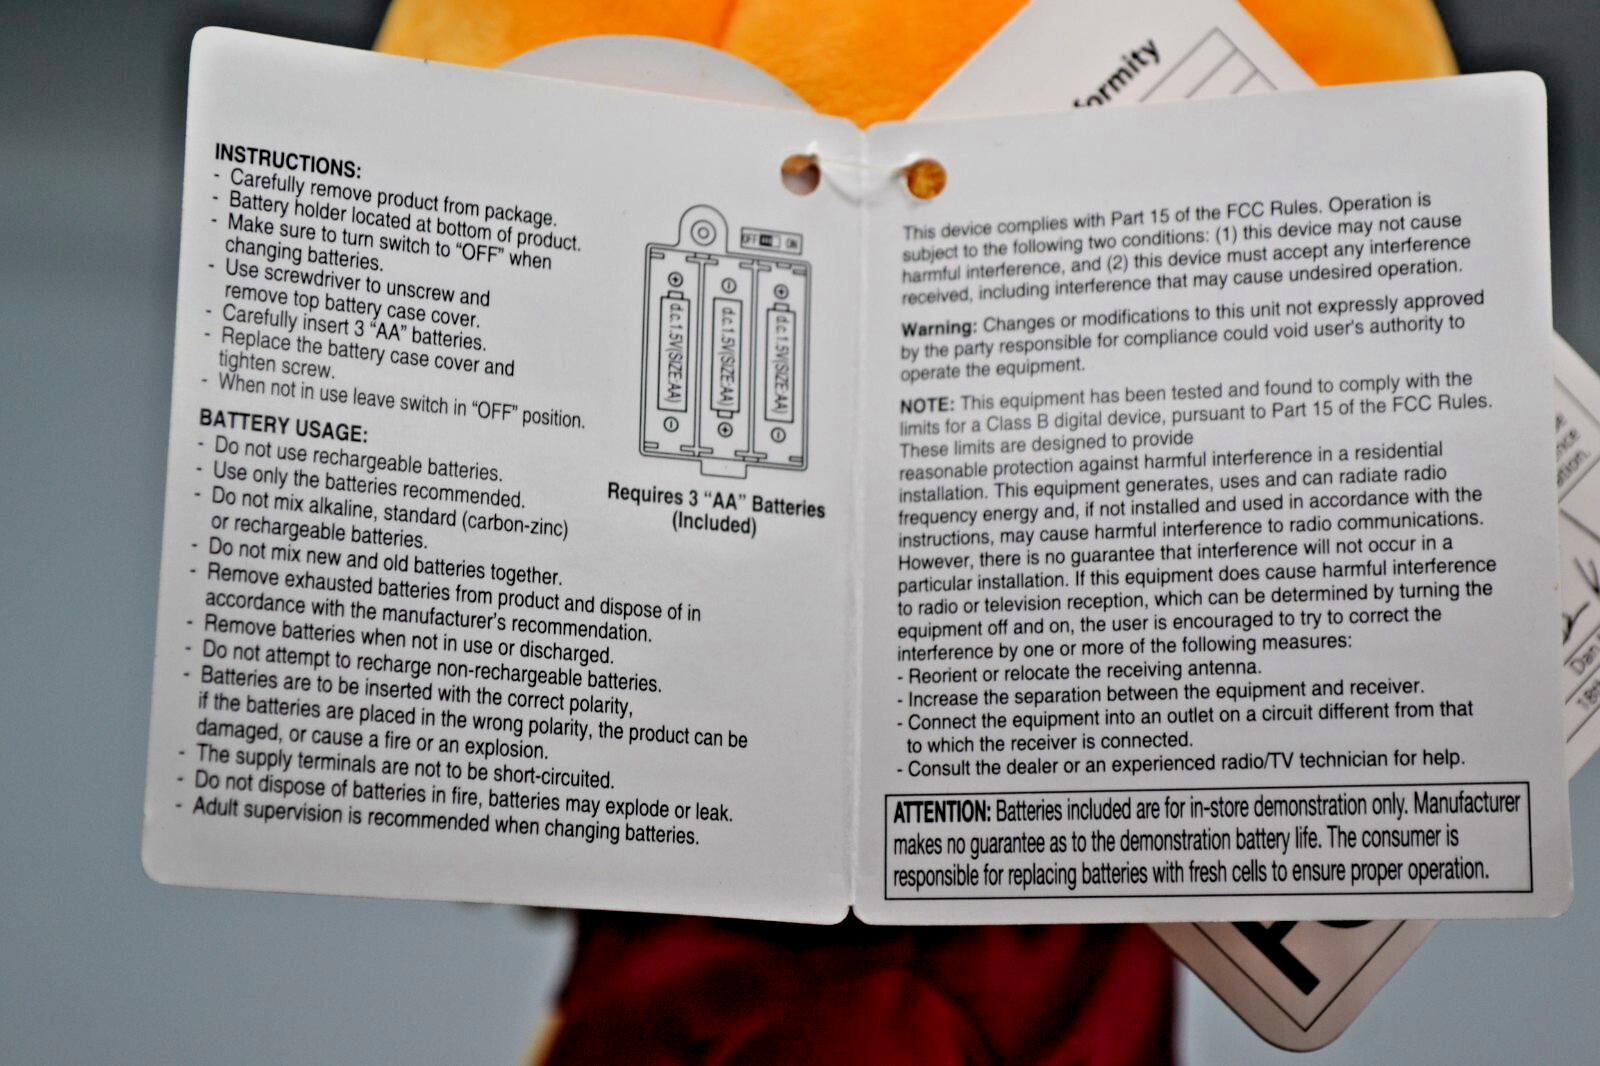 INSTRUCTIONS:
- Carefully remove product from package.
- Battery holder located at bottom of product.
- Make sure to turn switch to “OFF” when
changing batteries.
- Use screwdriver to unscrew and
remove top battery case cover.
- Carefully insert 3 “AA” batteries.
- Replace the battery case cover and
tighten screw.
- When not in use leave switch in “OFF” position.
BATTERY USAGE:
- Do not use rechargeable batteries.
- Use only the batteries recommended.
- Do not mix alkaline, standard (carbon-zinc)
or rechargeable batteries.
- Do not mix new and old batteries together.
- Remove exhausted batteries from product and dispose of in
accordance with the manufacturer's recommendation.
- Remove batteries when not in use or discharged.
- Do not attempt to recharge non-rechargeable batteries.
- Batteries are to be inserted with the correct polarity,
if the batteries are placed in the wrong polarity, the product can be
damaged, or cause a fire or an explosion.
- The supply terminals are not to be short-circuited.
- Do not dispose of batteries in fire, batteries may explode or leak.
- Adult supervision is recommended when changing batteries.
OFF ON
d.c.1.5V(SIZE:AA)
d.c.1.5V(SIZE:AA)
d.c.1.5V(SIZE:AA)
Requires 3 “AA” Batteries
(Included)
This device complies with Part 15 of the FCC Rules. Operation is
subject to the following two conditions: (1) this device may not cause
harmful interference, and (2) this device must accept any interference
received, including interference that may cause undesired operation.
Warning: Changes or modifications to this unit not expressly approved
by the party responsible for compliance could void user's authority to
operate the equipment.
NOTE: This equipment has been tested and found to comply with the
limits for a Class B digital device, pursuant to Part 15 of the FCC Rules.
These limits are designed to provide
reasonable protection against harmful interference in a residential
installation. This equipment generates, uses and can radiate radio
frequency energy and, if not installed and used in accordance with the
instructions, may cause harmful interference to radio communications.
However, there is no guarantee that interference will not occur in a
particular installation. If this equipment does cause harmful interference
to radio or television reception, which can be determined by turning the
equipment off and on, the user is encouraged to try to correct the
interference by one or more of the following measures:
- Reorient or relocate the receiving antenna.
- Increase the separation between the equipment and receiver.
- Connect the equipment into an outlet on a circuit different from that
to which the receiver is connected.
- Consult the dealer or an experienced radio/TV technician for help.
ATTENTION: Batteries included are for in-store demonstration only. Manufacturer
makes no guarantee as to the demonstration battery life. The consumer is
responsible for replacing batteries with fresh cells to ensure proper operation.
formity
Dan
18th